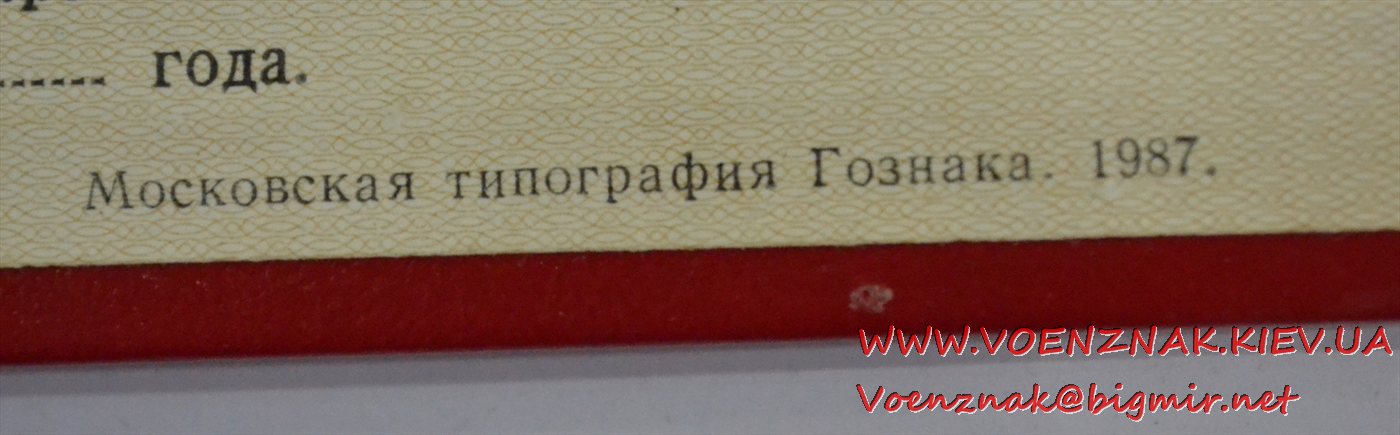 ........ года.
Московская типография Гознака. 1987.
WWW.VOENZNAK.KIEV.UA
Voenznak@bigmir.net